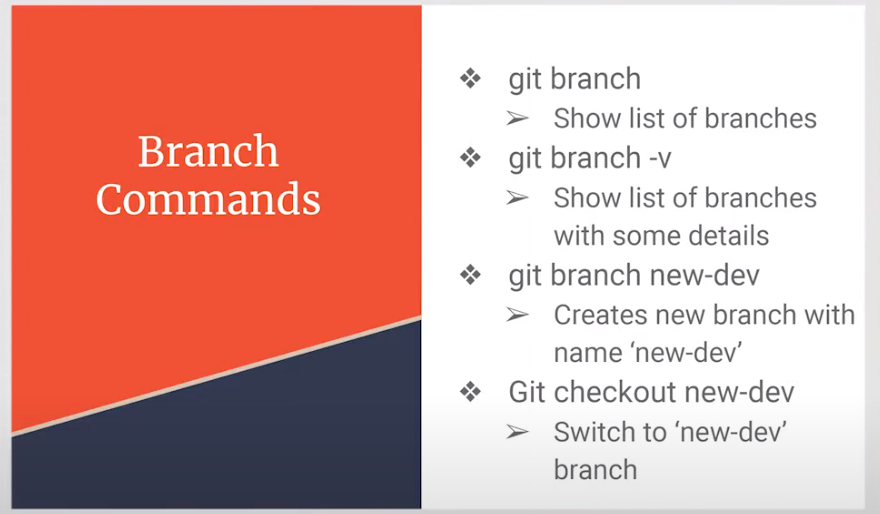 Branch
Commands
❖ git branch
➢ Show list of branches
❖ git branch -v
➢ Show list of branches
with some details
❖ git branch new-dev
➢ Creates new branch with
name ‘new-dev’
❖ Git checkout new-dev
➢ Switch to ‘new-dev’
branch